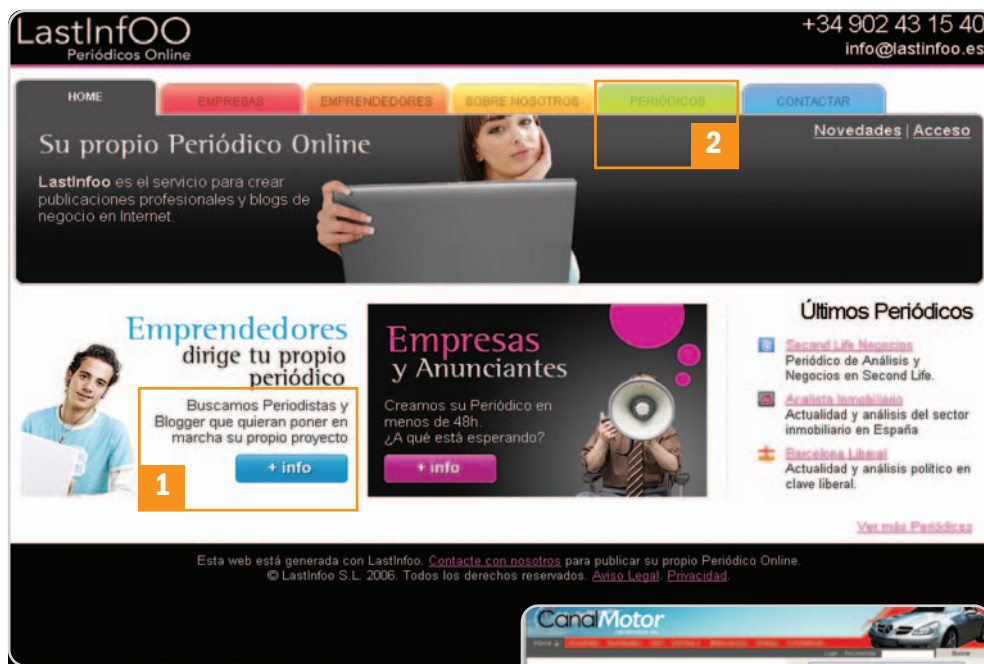 LastInfOO
Periódicos Online
+34 902 43 15 40
info@lastinfoo.es
HOME
EMPRESAS
EMPRENDEDORES
SOBRE NOSOTROS
PERIÓDICOS
CONTACTAR
2
Novedades | Acceso
Su propio Periódico Online
LastInfoo es el servicio para crear
publicaciones profesionales y blogs de
negocio en Internet.
Emprendedores
dirige tu propio
periódico
Buscamos Periodistas y
Blogger que quieran poner en
marcha su propio proyecto
+ info
1
Empresas
y Anunciantes
Creamos su Periódico en
menos de 48h.
¿A qué está esperando?
+ info
Últimos Periódicos
Second Life Negocios
Periódico de Análisis y
Negocios en Second Life.
Analista Inmobiliario
Actualidad y análisis del sector
inmobiliario en España
Barcelona Liberal
Actualidad y análisis político en
clave liberal.
Ver más Periódicos
Esta web está generada con LastInfoo. Contacte con nosotros para publicar su propio Periódico Online.
© LastInfoo S.L. 2006. Todos los derechos reservados. Aviso Legal. Privacidad.
CanalMotor
Home
Login
Buscar